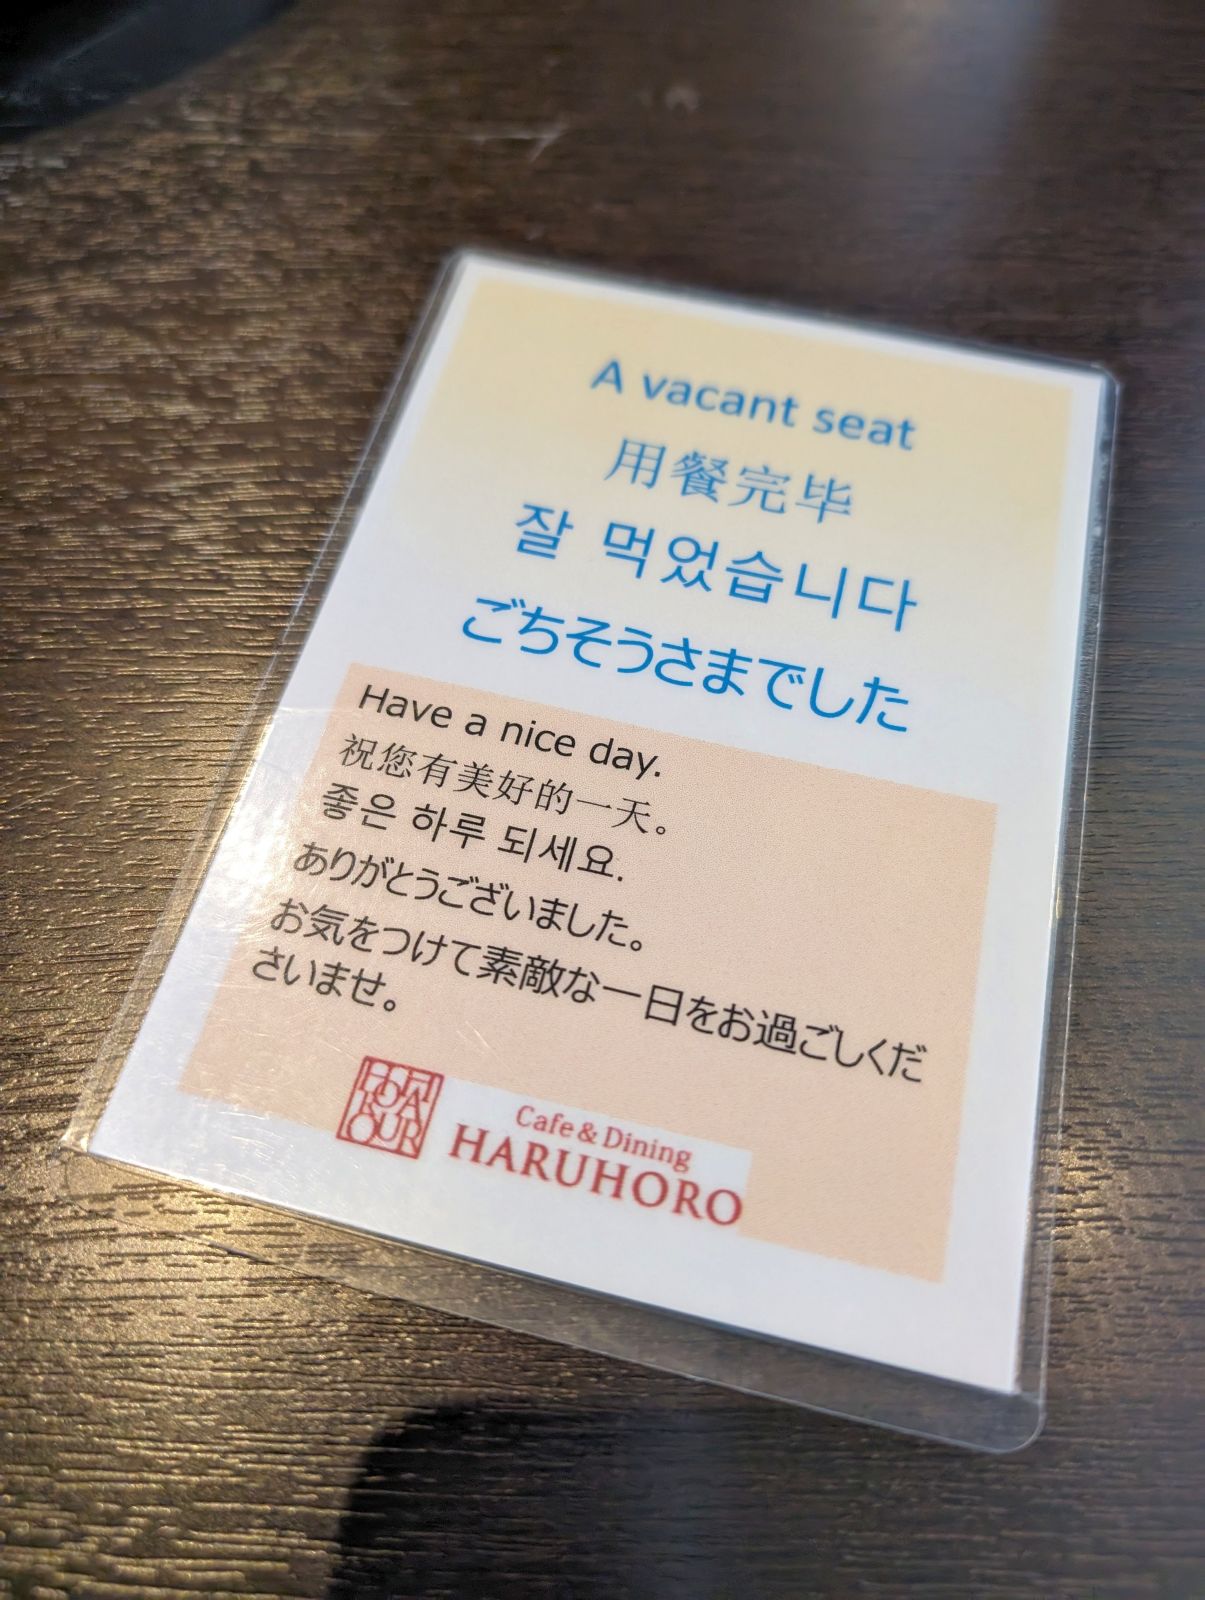 A vacant seat
用餐完毕
잘 먹었습니다
ごちそうさまでした
Have a nice day.
祝您有美好的一天。
좋은 하루 되세요.
ありがとうございました。
お気をつけて素敵な一日をお過ごしくだ
さいませ。
Cafe & Dining
HARUHORO